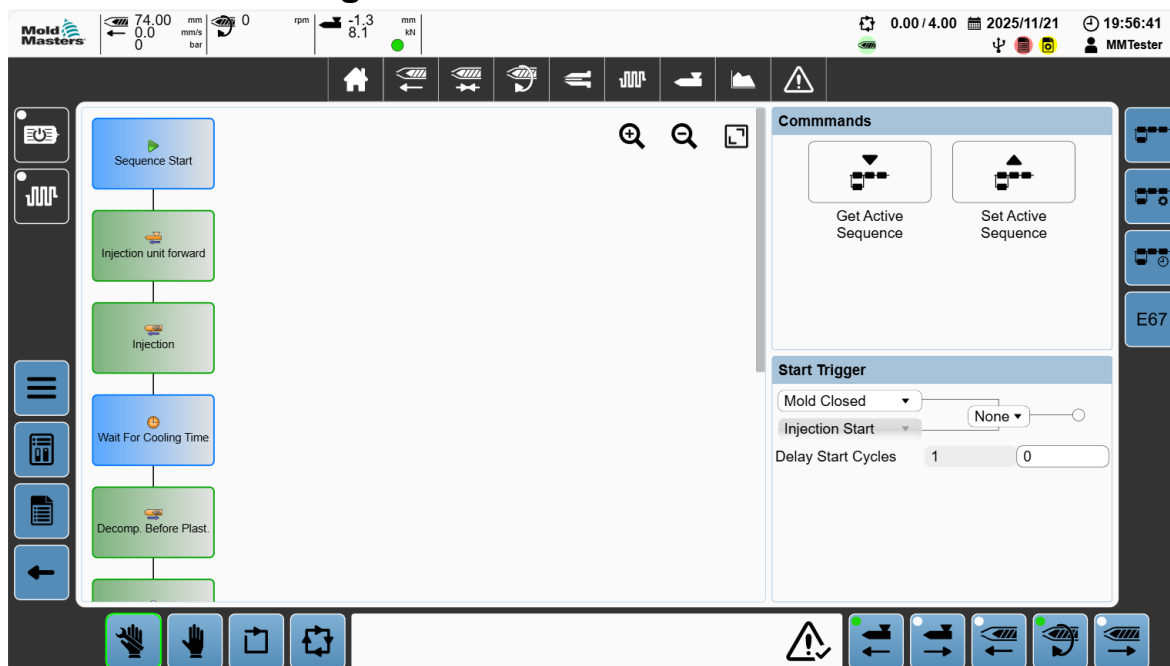 Mold
Masters
74.00 mm
0.0 mm/s
0 bar
0 rpm
-1.3 mm
8.1 kN
0.00 / 4.00 2025/11/21 19:56:41
MMTester
Sequence Start
Injection unit forward
Injection
Wait For Cooling Time
Decomp. Before Plast.
Commmands
Get Active
Sequence
Set Active
Sequence
E67
Start Trigger
Mold Closed
None
Injection Start
Delay Start Cycles 1 0